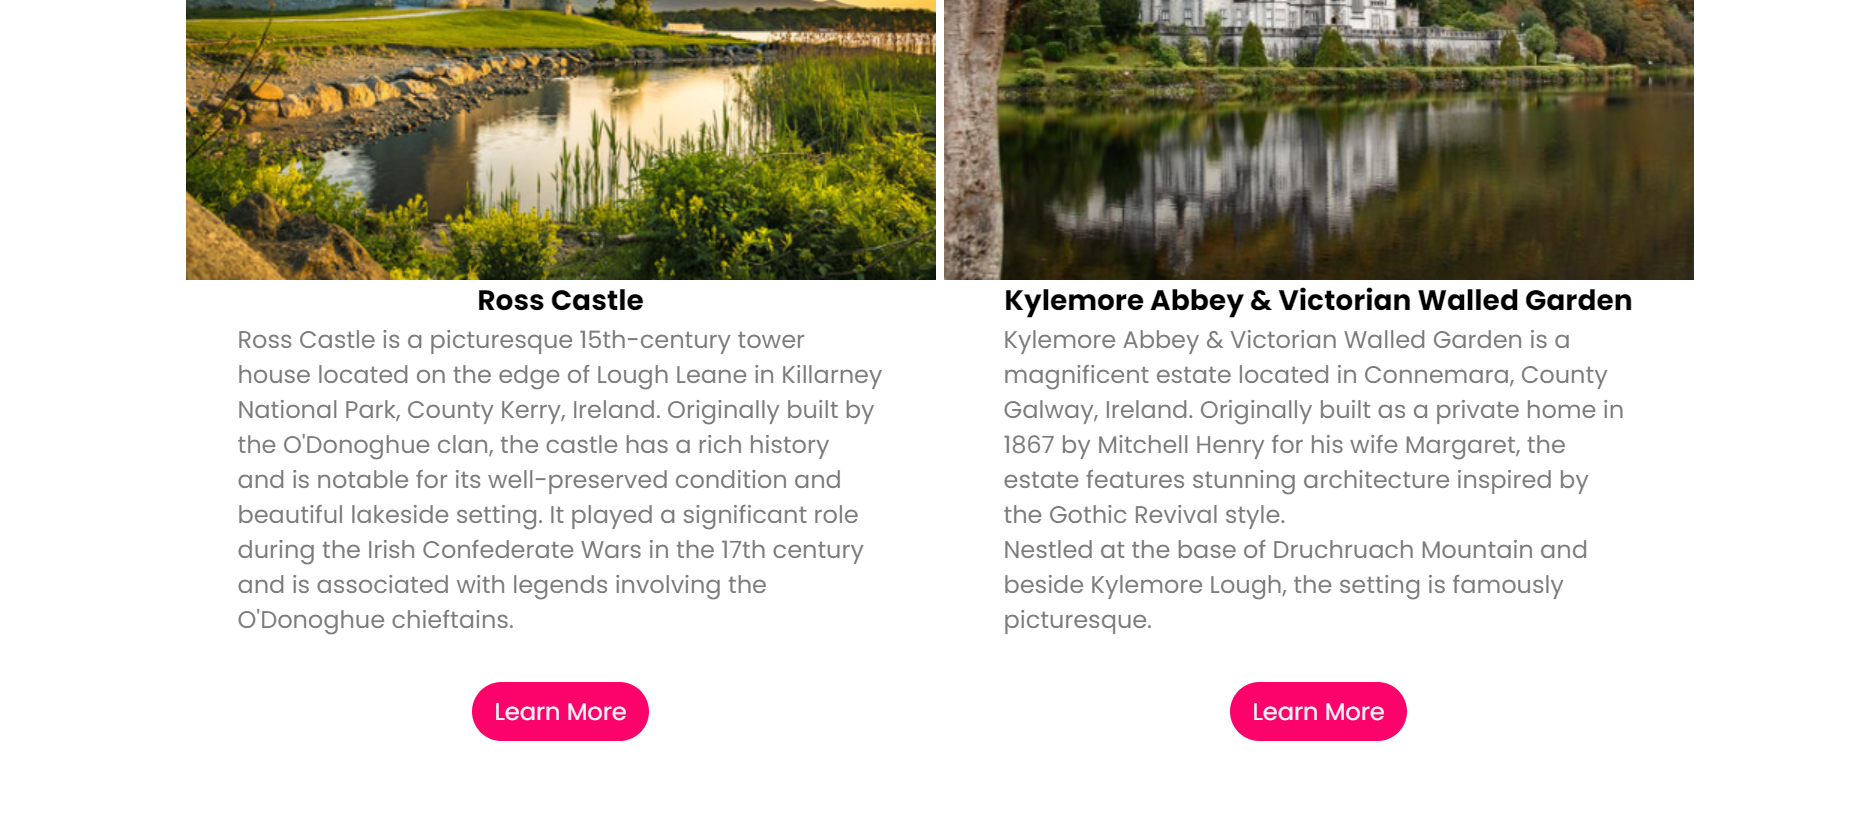 Ross Castle
Ross Castle is a picturesque 15th-century tower
house located on the edge of Lough Leane in Killarney
National Park, County Kerry, Ireland. Originally built by
the O'Donoghue clan, the castle has a rich history
and is notable for its well-preserved condition and
beautiful lakeside setting. It played a significant role
during the Irish Confederate Wars in the 17th century
and is associated with legends involving the
O'Donoghue chieftains.
Learn More
Kylemore Abbey & Victorian Walled Garden
Kylemore Abbey & Victorian Walled Garden is a
magnificent estate located in Connemara, County
Galway, Ireland. Originally built as a private home in
1867 by Mitchell Henry for his wife Margaret, the
estate features stunning architecture inspired by
the Gothic Revival style.
Nestled at the base of Druchruach Mountain and
beside Kylemore Lough, the setting is famously
picturesque.
Learn More